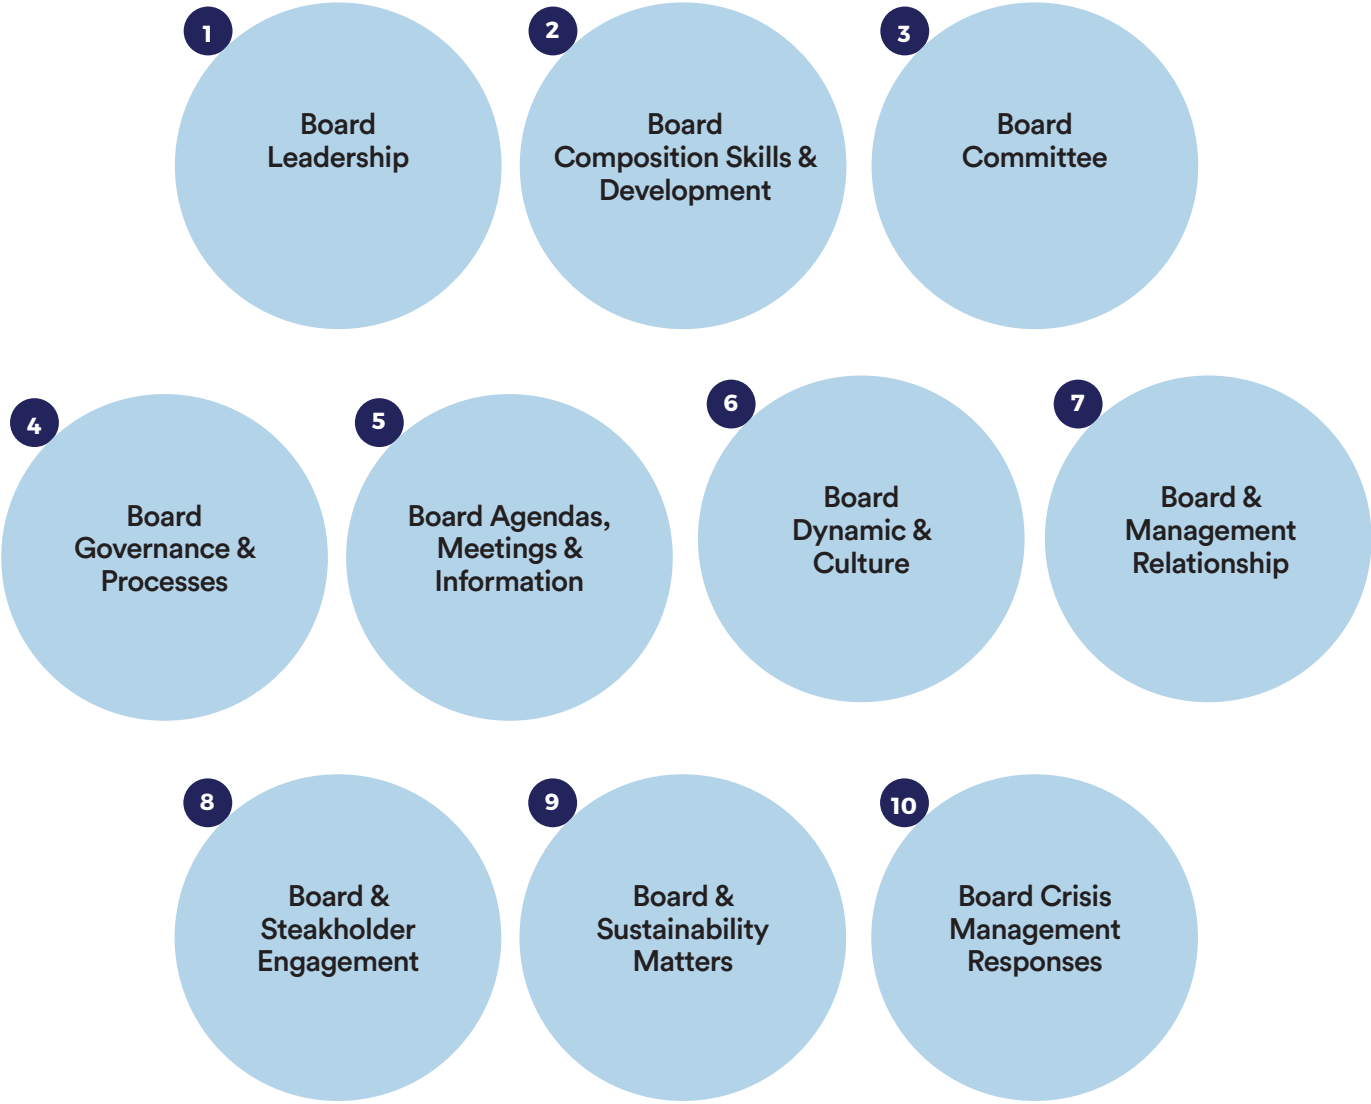 1
Board
Leadership
2
Board
Composition Skills &
Development
3
Board
Committee
4
Board
Governance &
Processes
5
Board Agendas,
Meetings &
Information
6
Board
Dynamic &
Culture
7
Board &
Management
Relationship
8
Board &
Steakholder
Engagement
9
Board &
Sustainability
Matters
10
Board Crisis
Management
Responses